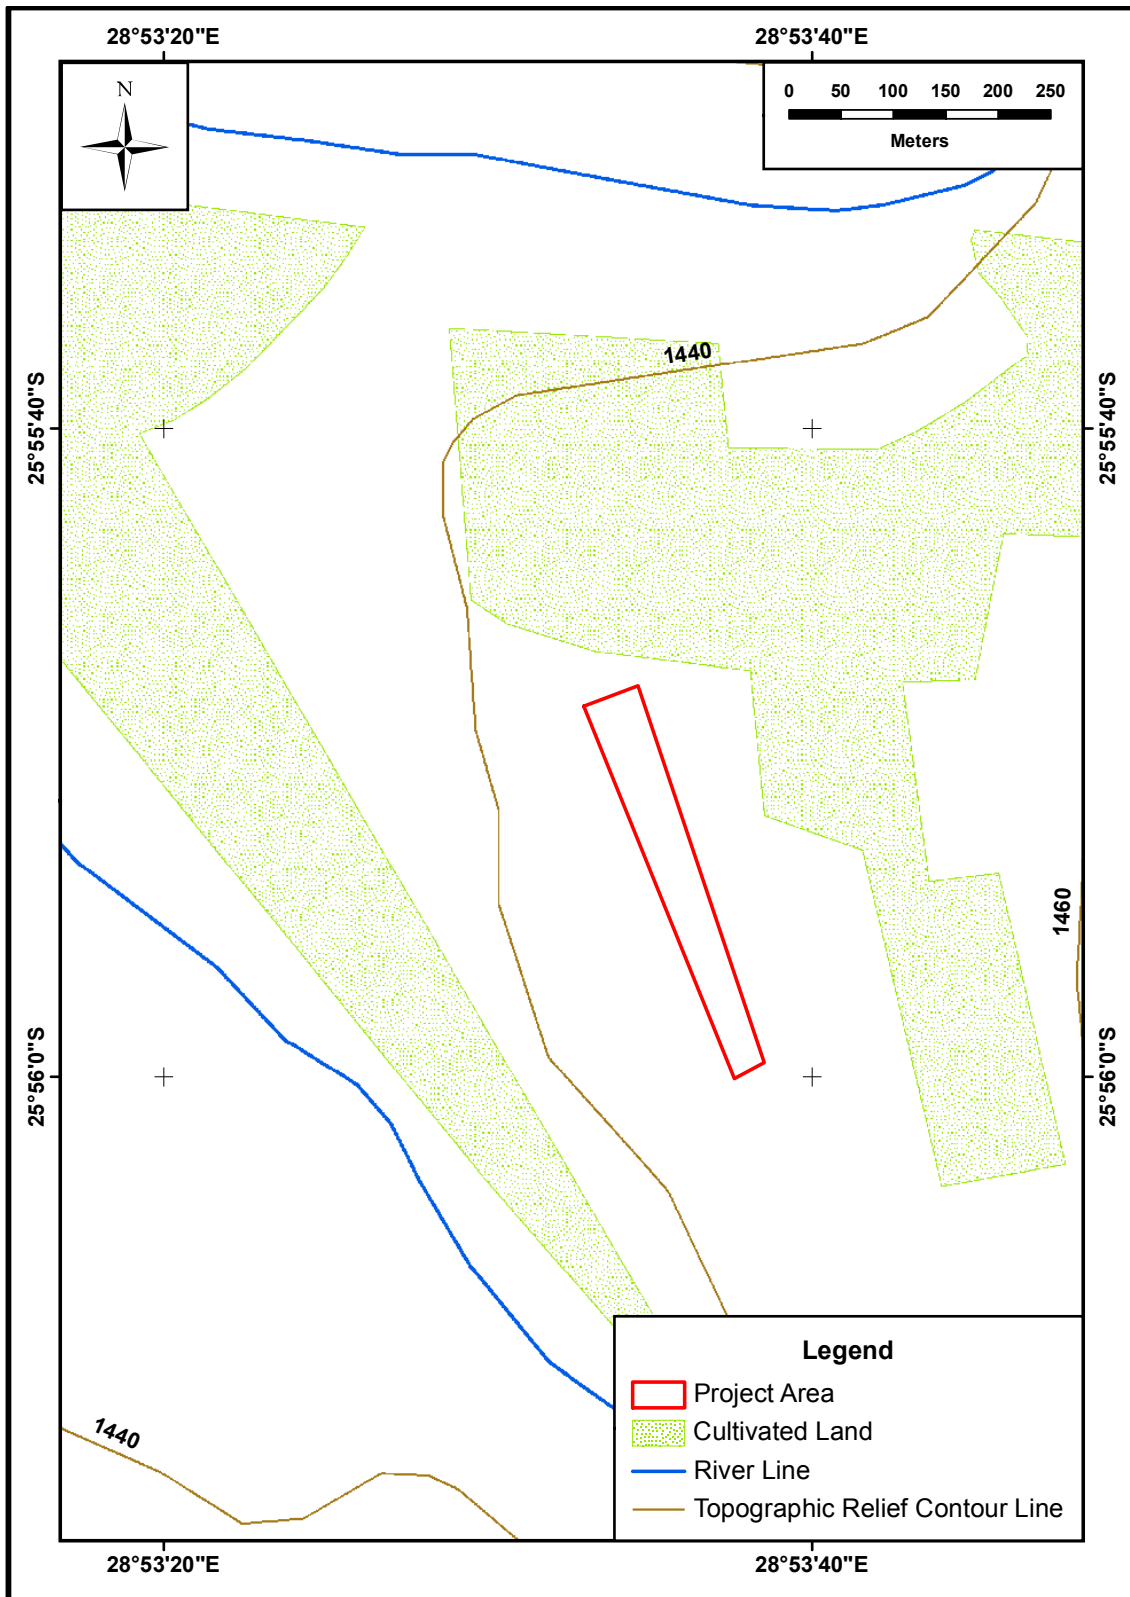 28°53'20"E 28°53'40"E
N
0 50 100 150 200 250
Meters
1440
25°55'40"S 25°55'40"S
1460
25°56'0"S 25°56'0"S
1440
Legend
Project Area
Cultivated Land
River Line
Topographic Relief Contour Line
28°53'20"E 28°53'40"E